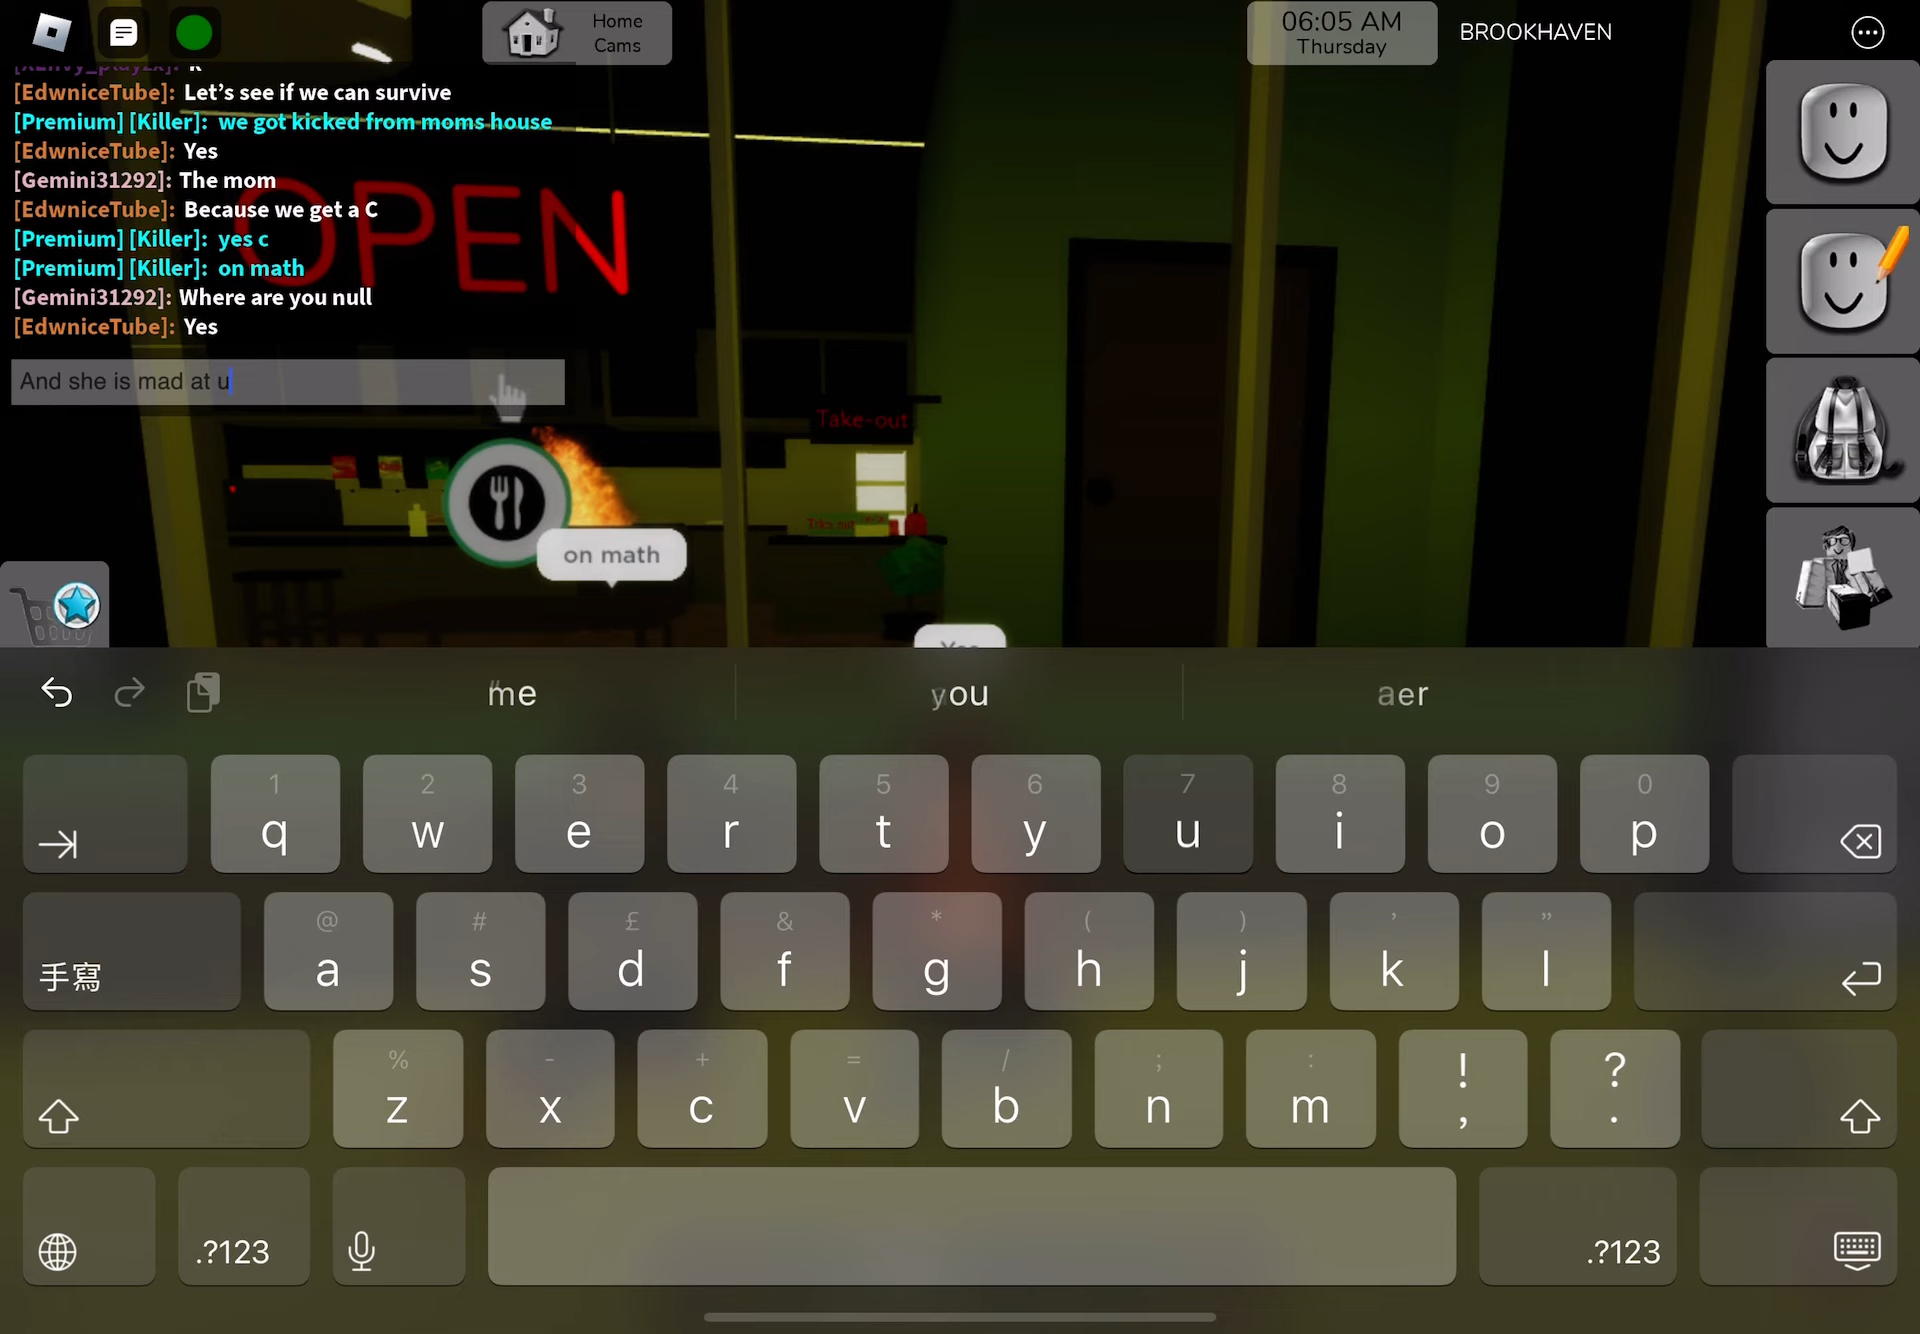 Home
Cams
06:05 AM
Thursday
BROOKHAVEN
[EdwniceTube]: Let's see if we can survive
[Premium] [Killer]: we got kicked from moms house
[EdwniceTube]: Yes
[Gemini31292]: The mom
[EdwniceTube]: Because we get a C
[Premium] [Killer]: yes c
[Premium] [Killer]: on math
[Gemini31292]: Where are you null
[EdwniceTube]: Yes
OPEN
And she is mad at u
Take-out
on math
me you aer
1 2 3 4 5 6 7 8 9 0
q w e r t y u i o p
@ # £ & * ( ) ’ ”
手寫 a s d f g h j k l
% - + = / ; : ! ?
z x c v b n m , .
.?123 .?123